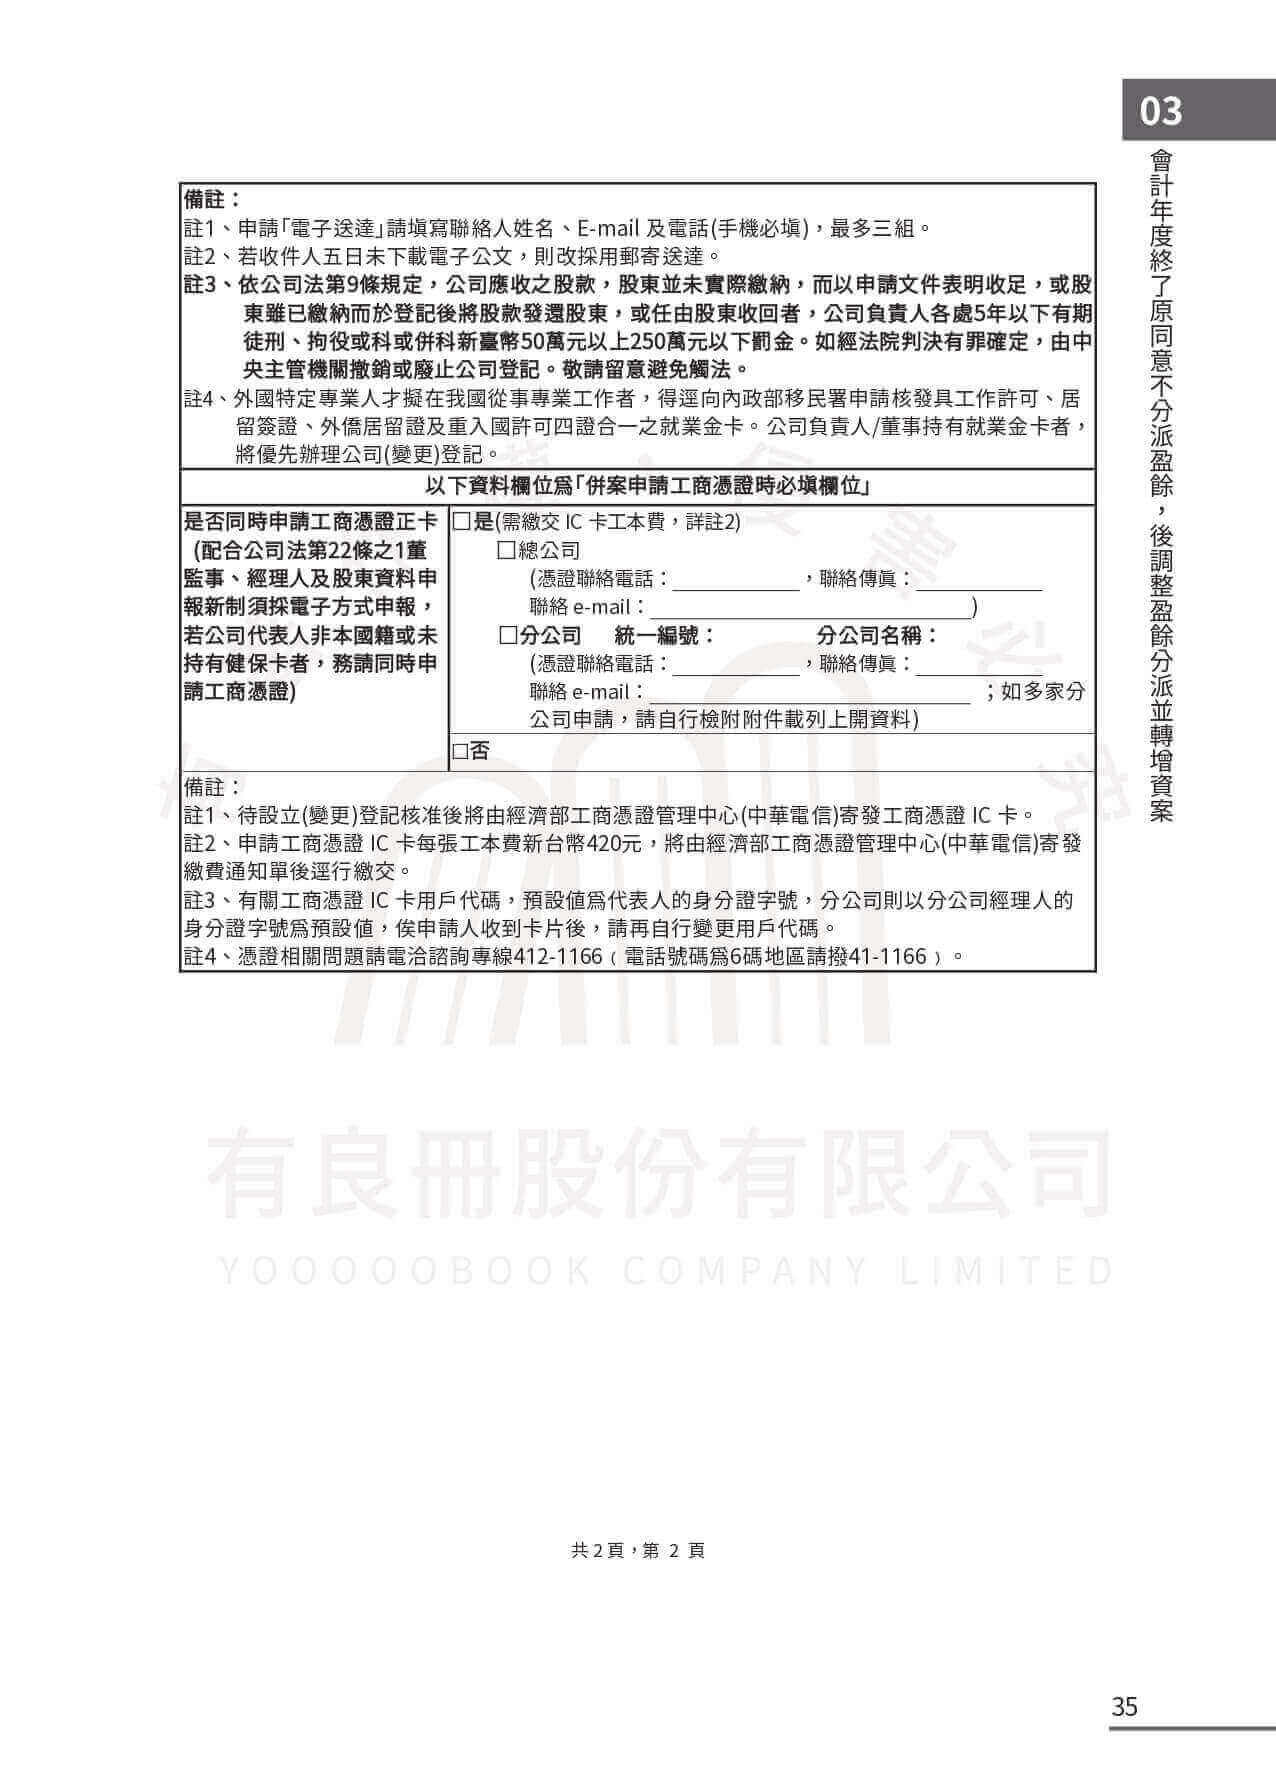 03
會計年度終了原同意不分派盈餘，後調整盈餘分派並轉增資案
備註：
註1、申請「電子送達」請填寫聯絡人姓名、E-mail 及電話(手機必填)，最多三組。
註2、若收件人五日未下載電子公文，則改採用郵寄送達。
註3、依公司法第9條規定，公司應收之股款，股東並未實際繳納，而以申請文件表明收足，或股
東雖已繳納而於登記後將股款發還股東，或任由股東收回者，公司負責人各處5年以下有期
徒刑、拘役或科或併科新臺幣50萬元以上250萬元以下罰金。如經法院判決有罪確定，由中
央主管機關撤銷或廢止公司登記。敬請留意避免觸法。
註4、外國特定專業人才擬在我國從事專業工作者，得逕向內政部移民署申請核發具工作許可、居
留簽證、外僑居留證及重入國許可四證合一之就業金卡。公司負責人/董事持有就業金卡者，
將優先辦理公司(變更)登記。
以下資料欄位為「併案申請工商憑證時必填欄位」
是否同時申請工商憑證正卡
(配合公司法第22條之1董
監事、經理人及股東資料申
報新制須採電子方式申報，
若公司代表人非本國籍或未
持有健保卡者，務請同時申
請工商憑證)
□是(需繳交 IC 卡工本費，詳註2)
□總公司
(憑證聯絡電話：____________，聯絡傳真：____________
聯絡 e-mail：______________________________)
□分公司 統一編號： 分公司名稱：
(憑證聯絡電話：____________，聯絡傳真：____________
聯絡 e-mail：______________________________ ；如多家分
公司申請，請自行檢附附件載列上開資料)
□否
備註：
註1、待設立(變更)登記核准後將由經濟部工商憑證管理中心(中華電信)寄發工商憑證 IC 卡。
註2、申請工商憑證 IC 卡每張工本費新台幣420元，將由經濟部工商憑證管理中心(中華電信)寄發
繳費通知單後逕行繳交。
註3、有關工商憑證 IC 卡用戶代碼，預設值為代表人的身分證字號，分公司則以分公司經理人的
身分證字號為預設值，俟申請人收到卡片後，請再自行變更用戶代碼。
註4、憑證相關問題請電洽諮詢專線412-1166（電話號碼為6碼地區請撥41-1166）。
有良冊股份有限公司
YOOOOOBOOK COMPANY LIMITED
共 2 頁，第 2 頁
35